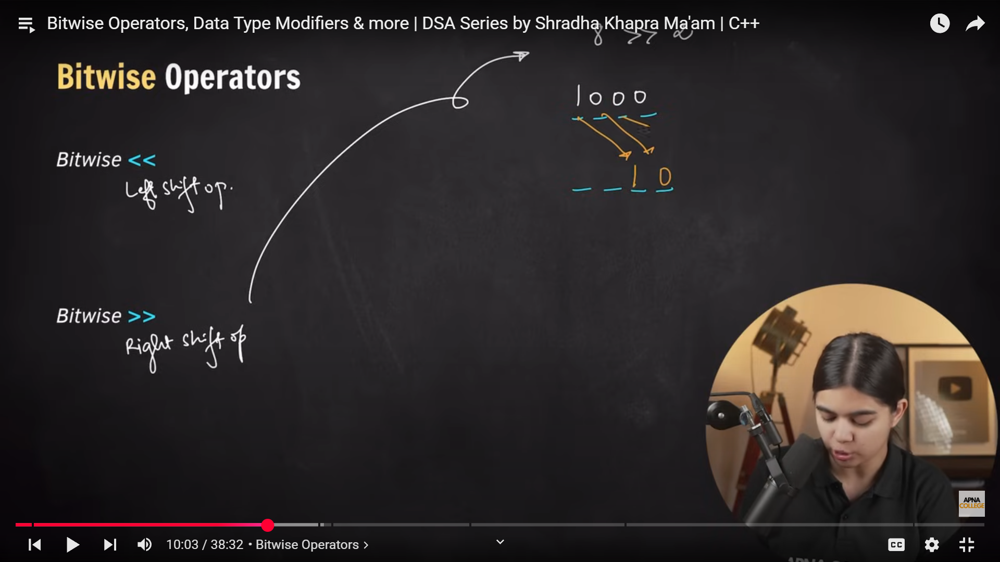 Bitwise Operators, Data Type Modifiers & more | DSA Series by Shradha Khapra Ma'am | C++
8 >> 2
Bitwise Operators
1 0 0 0
Bitwise <<
Left shift op.
1 0
Bitwise >>
Right shift op
APNA
COLLEGE
10:03 / 38:32 • Bitwise Operators >
CC